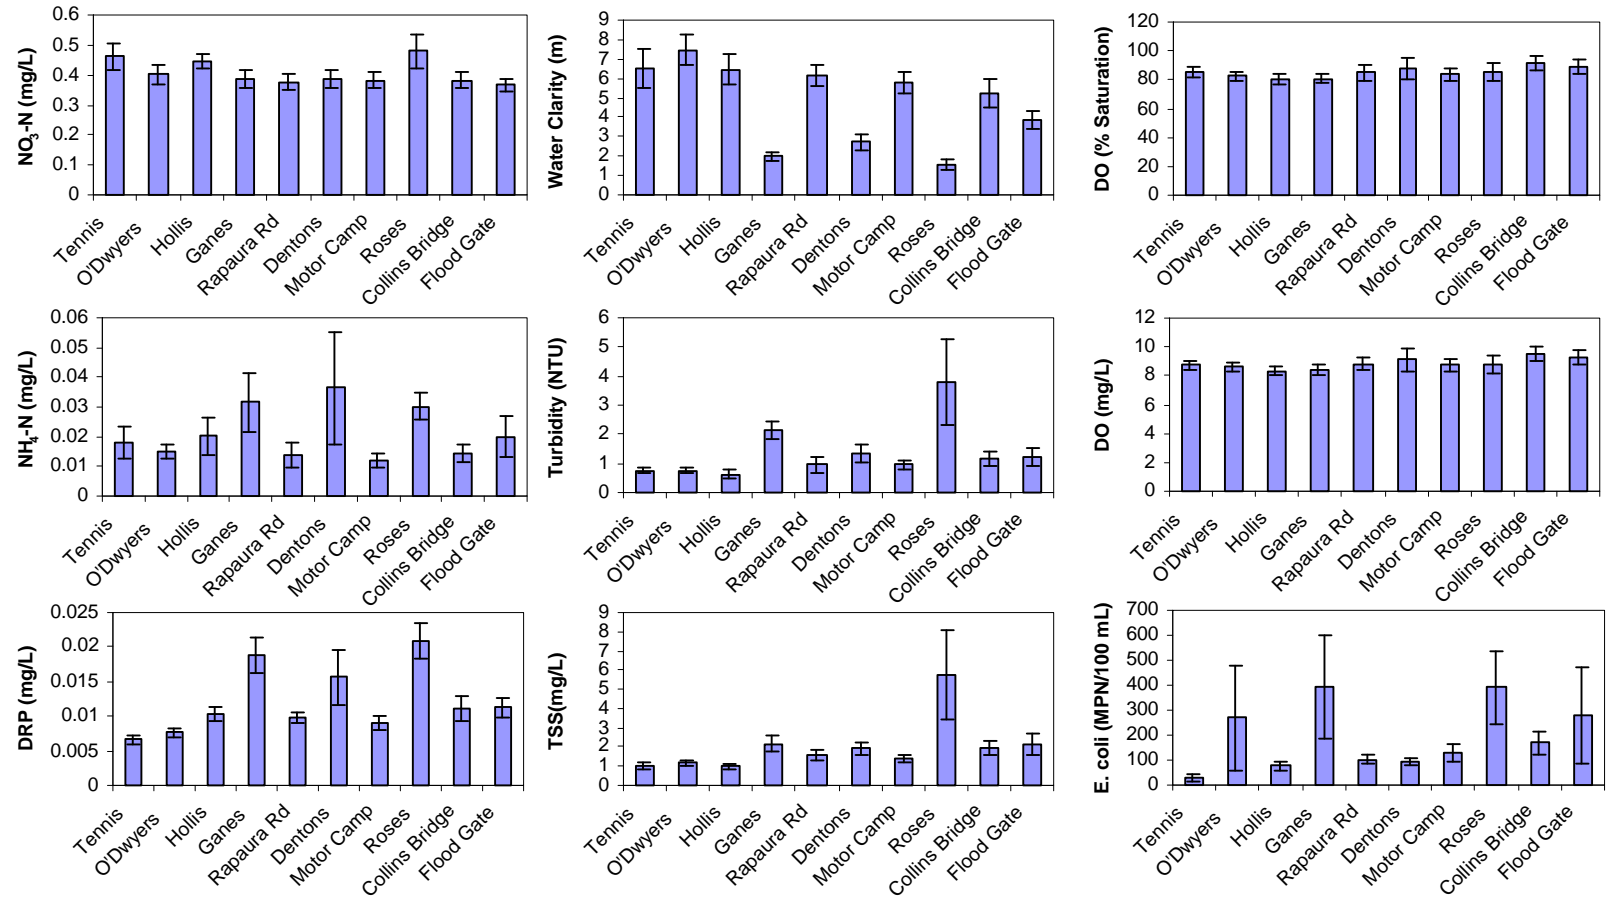 NO3-N (mg/L)
0.6
0.5
0.4
0.3
0.2
0.1
0
Tennis
O'Dwyers
Hollis
Ganes
Rapaura Rd
Dentons
Motor Camp
Roses
Collins Bridge
Flood Gate
Water Clarity (m)
9
8
7
6
5
4
3
2
1
0
Tennis
O'Dwyers
Hollis
Ganes
Rapaura Rd
Dentons
Motor Camp
Roses
Collins Bridge
Flood Gate
DO (% Saturation)
120
100
80
60
40
20
0
Tennis
O'Dwyers
Hollis
Ganes
Rapaura Rd
Dentons
Motor Camp
Roses
Collins Bridge
Flood Gate
NH4-N (mg/L)
0.06
0.05
0.04
0.03
0.02
0.01
0
Tennis
O'Dwyers
Hollis
Ganes
Rapaura Rd
Dentons
Motor Camp
Roses
Collins Bridge
Flood Gate
Turbidity (NTU)
6
5
4
3
2
1
0
Tennis
O'Dwyers
Hollis
Ganes
Rapaura Rd
Dentons
Motor Camp
Roses
Collins Bridge
Flood Gate
DO (mg/L)
12
10
8
6
4
2
0
Tennis
O'Dwyers
Hollis
Ganes
Rapaura Rd
Dentons
Motor Camp
Roses
Collins Bridge
Flood Gate
DRP (mg/L)
0.025
0.02
0.015
0.01
0.005
0
Tennis
O'Dwyers
Hollis
Ganes
Rapaura Rd
Dentons
Motor Camp
Roses
Collins Bridge
Flood Gate
TSS(mg/L)
9
8
7
6
5
4
3
2
1
0
Tennis
O'Dwyers
Hollis
Ganes
Rapaura Rd
Dentons
Motor Camp
Roses
Collins Bridge
Flood Gate
E. coli (MPN/100 mL)
700
600
500
400
300
200
100
0
Tennis
O'Dwyers
Hollis
Ganes
Rapaura Rd
Dentons
Motor Camp
Roses
Collins Bridge
Flood Gate